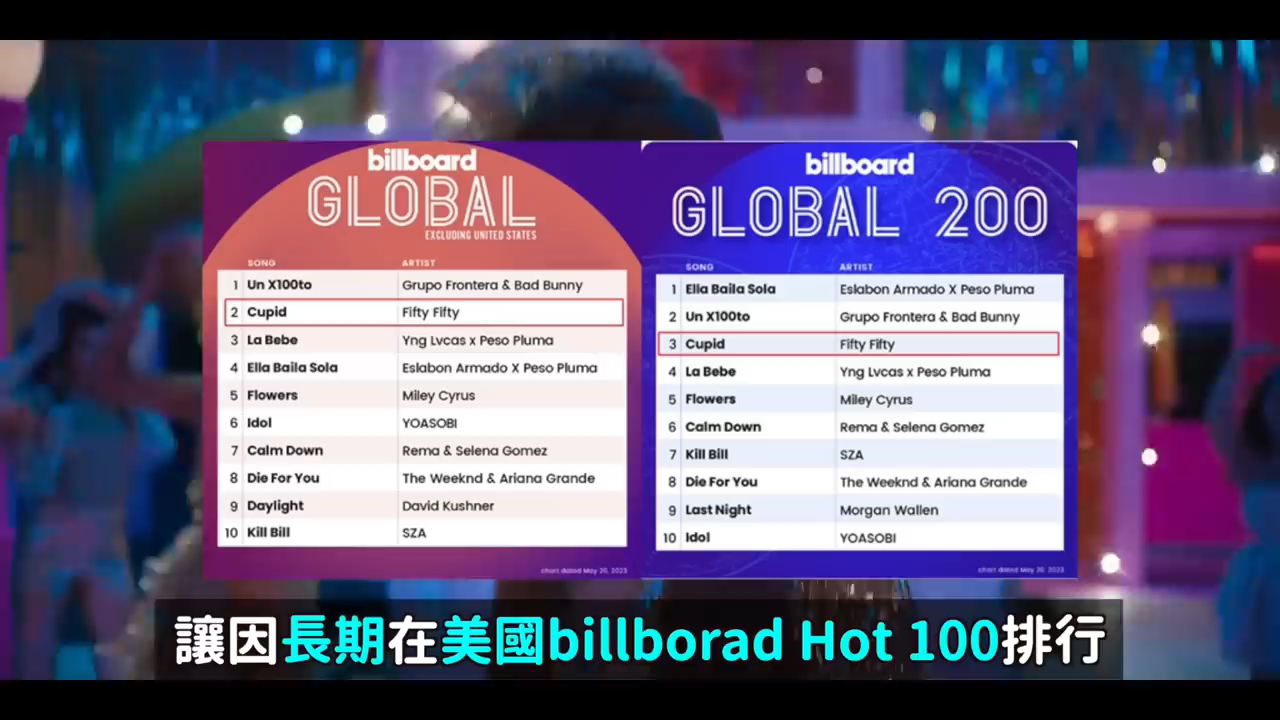 billboard
GLOBAL
EXCLUDING UNITED STATES
SONG ARTIST
1 Un X100to Grupo Frontera & Bad Bunny
2 Cupid Fifty Fifty
3 La Bebe Yng Lvcas x Peso Pluma
4 Ella Baila Sola Eslabon Armado X Peso Pluma
5 Flowers Miley Cyrus
6 Idol YOASOBI
7 Calm Down Rema & Selena Gomez
8 Die For You The Weeknd & Ariana Grande
9 Daylight David Kushner
10 Kill Bill SZA
chart dated May 20, 2023
billboard
GLOBAL 200
SONG ARTIST
1 Ella Baila Sola Eslabon Armado X Peso Pluma
2 Un X100to Grupo Frontera & Bad Bunny
3 Cupid Fifty Fifty
4 La Bebe Yng Lvcas x Peso Pluma
5 Flowers Miley Cyrus
6 Calm Down Rema & Selena Gomez
7 Kill Bill SZA
8 Die For You The Weeknd & Ariana Grande
9 Last Night Morgan Wallen
10 Idol YOASOBI
chart dated May 20, 2023
讓因長期在美國billborad Hot 100排行